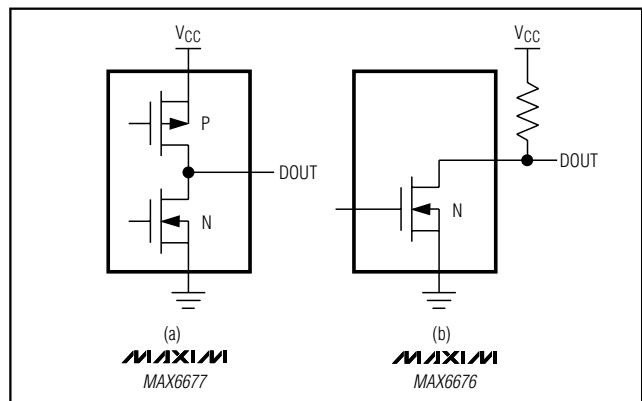 VCC
P
DOUT
N
(a)
MAXIM
MAX6677
VCC
DOUT
N
(b)
MAXIM
MAX6676